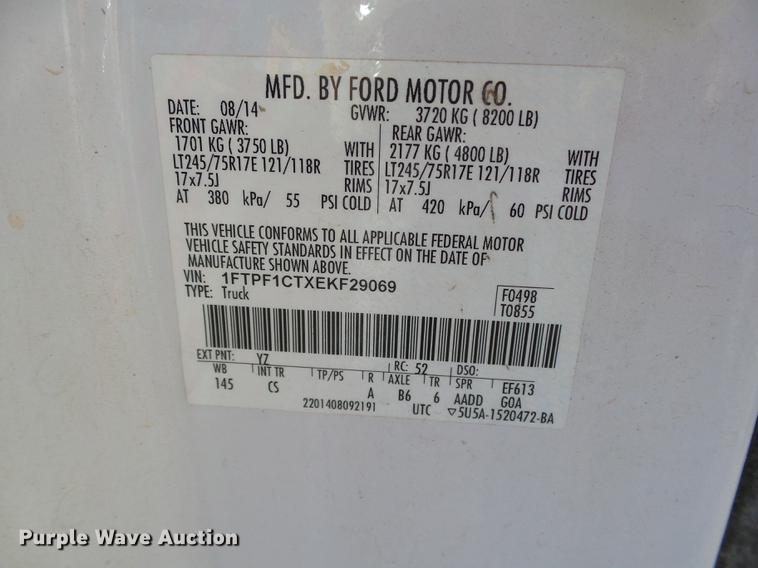 MFD. BY FORD MOTOR CO.
DATE: 08/14 GVWR: 3720 KG ( 8200 LB)
FRONT GAWR: REAR GAWR:
1701 KG ( 3750 LB) WITH 2177 KG ( 4800 LB) WITH
LT245/75R17E 121/118R TIRES LT245/75R17E 121/118R TIRES
17x7.5J RIMS 17x7.5J RIMS
AT 380 kPa/ 55 PSI COLD AT 420 kPa/ 60 PSI COLD
THIS VEHICLE CONFORMS TO ALL APPLICABLE FEDERAL MOTOR
VEHICLE SAFETY STANDARDS IN EFFECT ON THE DATE OF
MANUFACTURE SHOWN ABOVE.
VIN: 1FTPF1CTXEKF29069
TYPE: Truck
F0498
T0855
EXT PNT: YZ RC: 52 DSO:
WB INT TR TP/PS R AXLE TR SPR EF613
145 CS A B6 6 AADD GOA
2201408092191 UTC ▽5U5A-1520472-BA
Purple Wave Auction